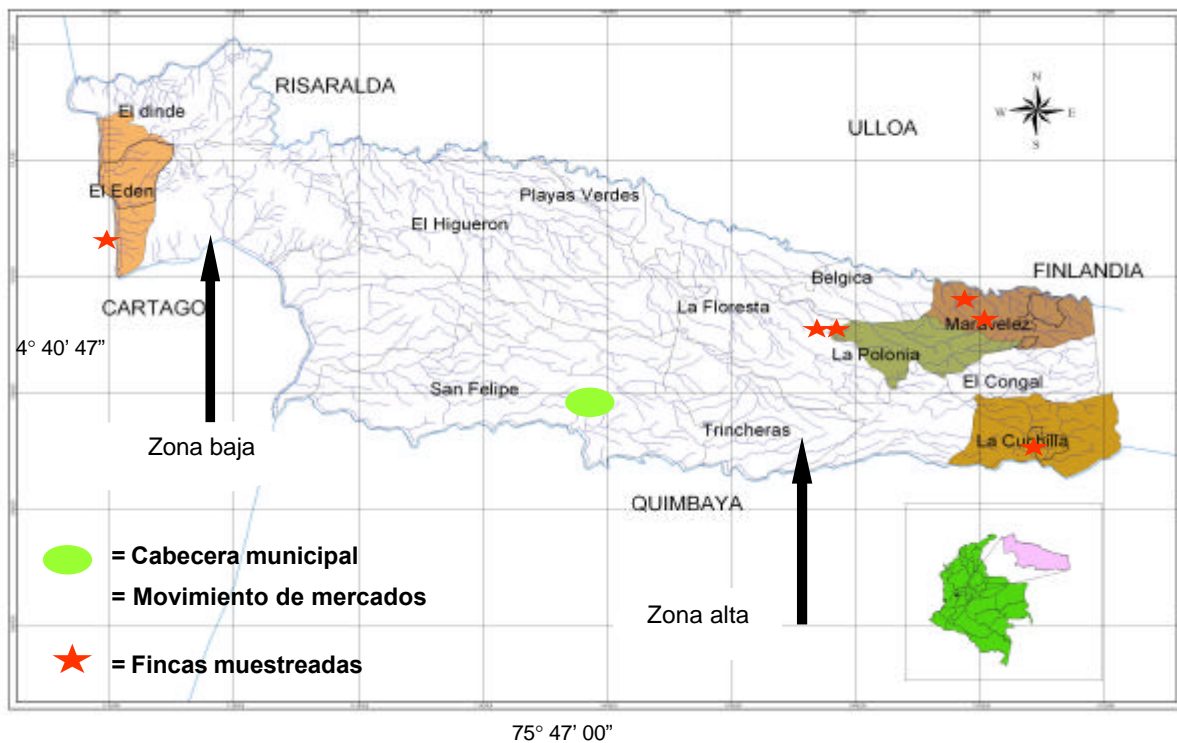 RISARALDA
El dinde
ULLOA
N
W E
S
El Eden
Playas Verdes
El Higueron
Belgica
FINLANDIA
CARTAGO
La Floresta
Maravelez
4° 40' 47”
La Polonia
El Congal
San Felipe
Trincheras
Zona baja
La Cuchilla
QUIMBAYA
= Cabecera municipal
= Movimiento de mercados
Zona alta
= Fincas muestreadas
75° 47' 00”